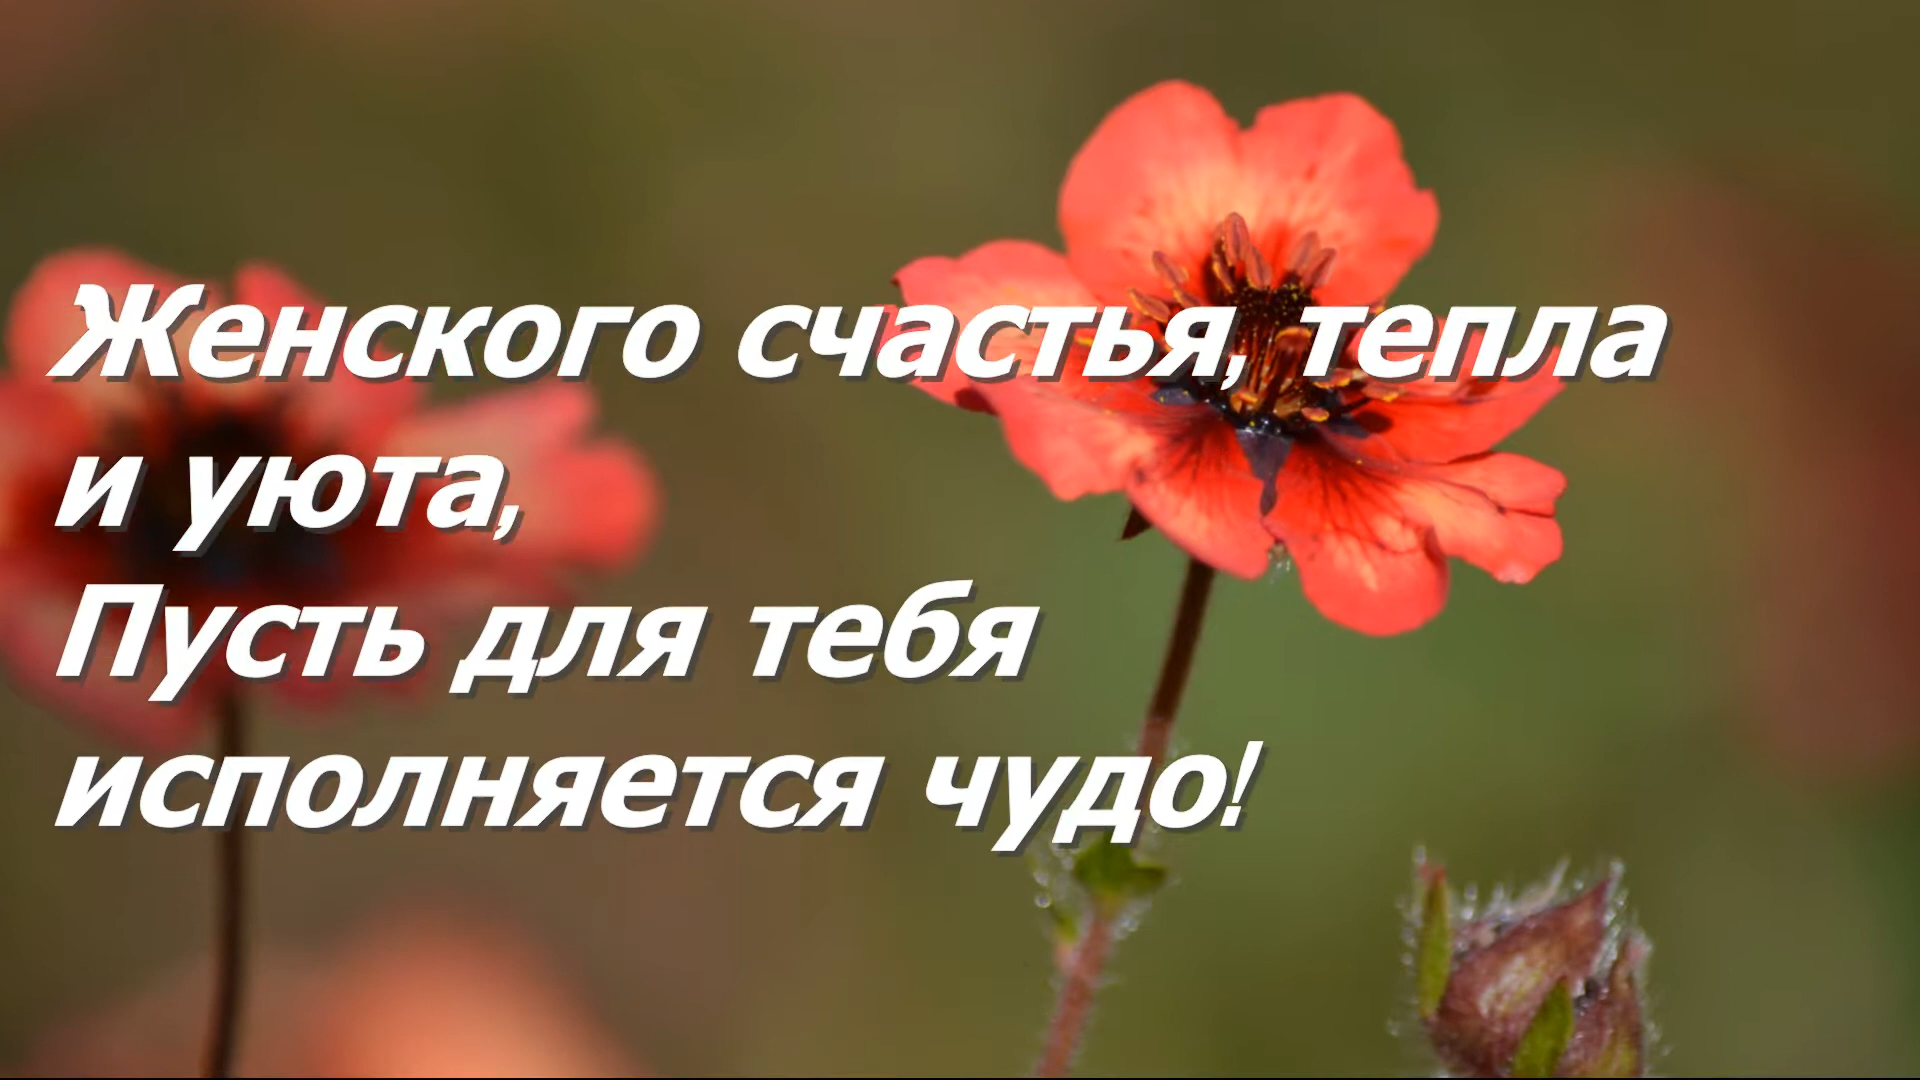 Женского счастья, тепла
и уюта,
Пусть для тебя
исполняется чудо!